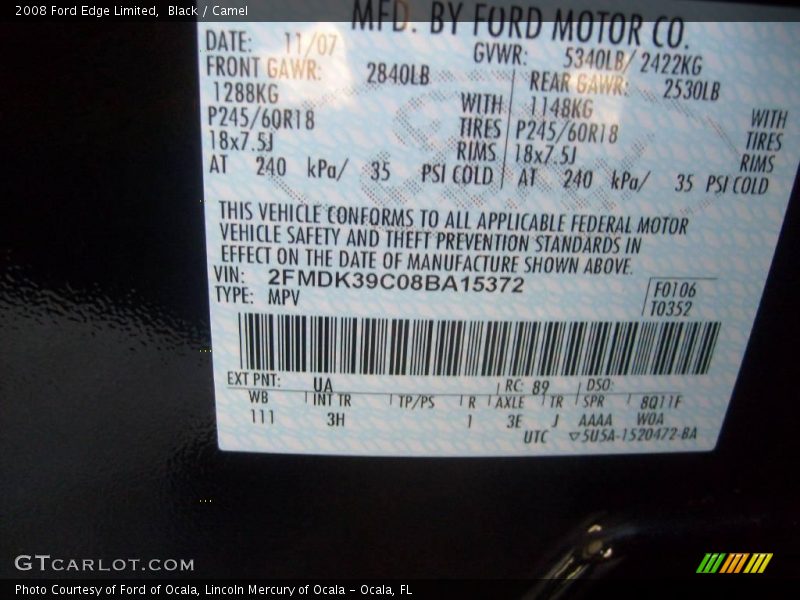 2008 Ford Edge Limited, Black / Camel
MFD. BY FORD MOTOR CO.
DATE: 11/07 GVWR: 5340LB/ 2422KG
FRONT GAWR: 2840LB REAR GAWR: 2530LB
1288KG WITH 1148KG WITH
P245/60R18 TIRES P245/60R18 TIRES
18x7.5J RIMS 18x7.5J RIMS
AT 240 kPa/ 35 PSI COLD AT 240 kPa/ 35 PSI COLD
THIS VEHICLE CONFORMS TO ALL APPLICABLE FEDERAL MOTOR
VEHICLE SAFETY AND THEFT PREVENTION STANDARDS IN
EFFECT ON THE DATE OF MANUFACTURE SHOWN ABOVE.
VIN: 2FMDK39C08BA15372 F0106
TYPE: MPV T0352
EXT PNT: UA RC: 89 DSO:
WB INT TR TP/PS R AXLE TR SPR 8Q11F
111 3H 1 3E J AAAA W0A
UTC ▽5U5A-1520472-BA
GTCARLOT.COM
Photo Courtesy of Ford of Ocala, Lincoln Mercury of Ocala - Ocala, FL